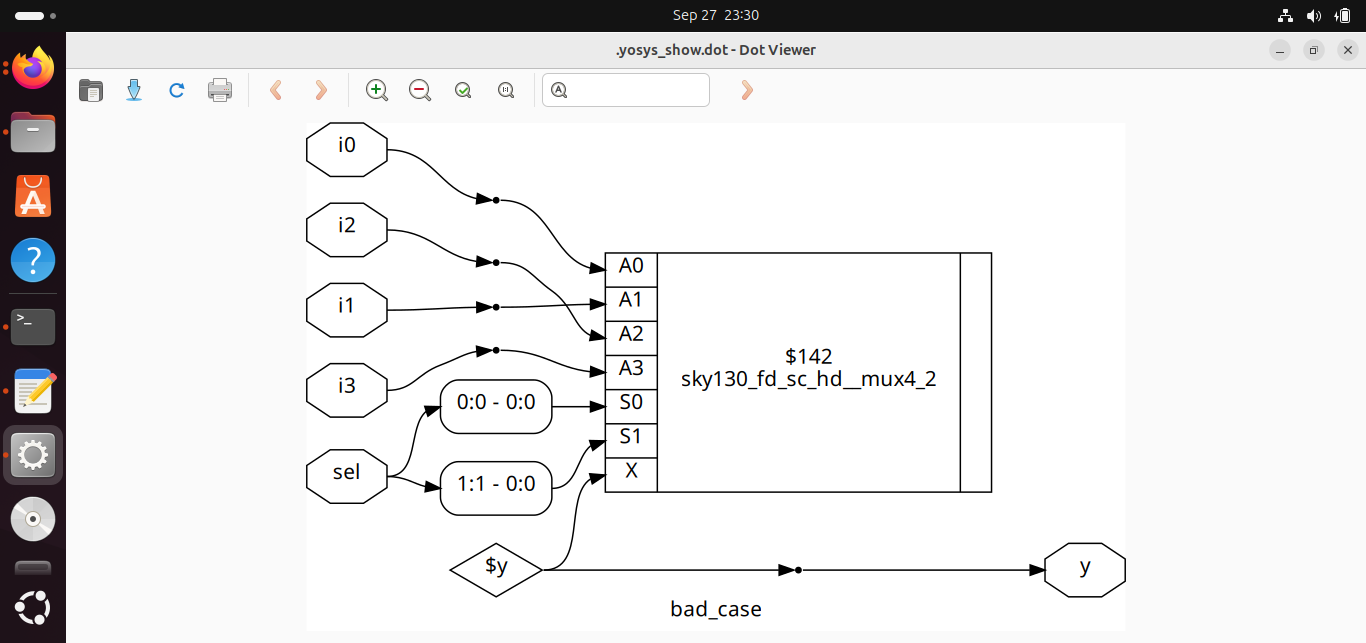 Sep 27 23:30
.yosys_show.dot - Dot Viewer
i0
i2
i1
i3
sel
0:0 - 0:0
1:1 - 0:0
$y
A0
A1
A2
A3
S0
S1
X
$142
sky130_fd_sc_hd__mux4_2
y
bad_case